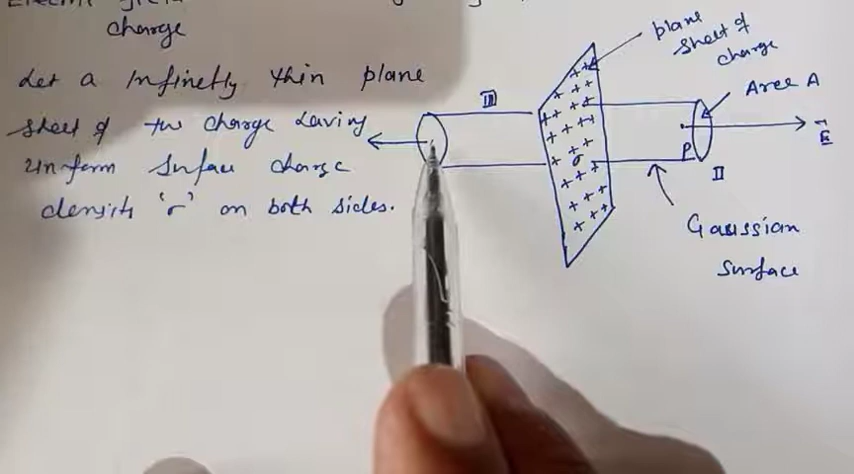 charge
Let a Infinetly thin plane
sheet of +ve charge having
Uniform Surface charge
density 'σ' on both sides.
plane
sheet of
charge
Area A
III
σ
P
E
II
Gaussian
surface